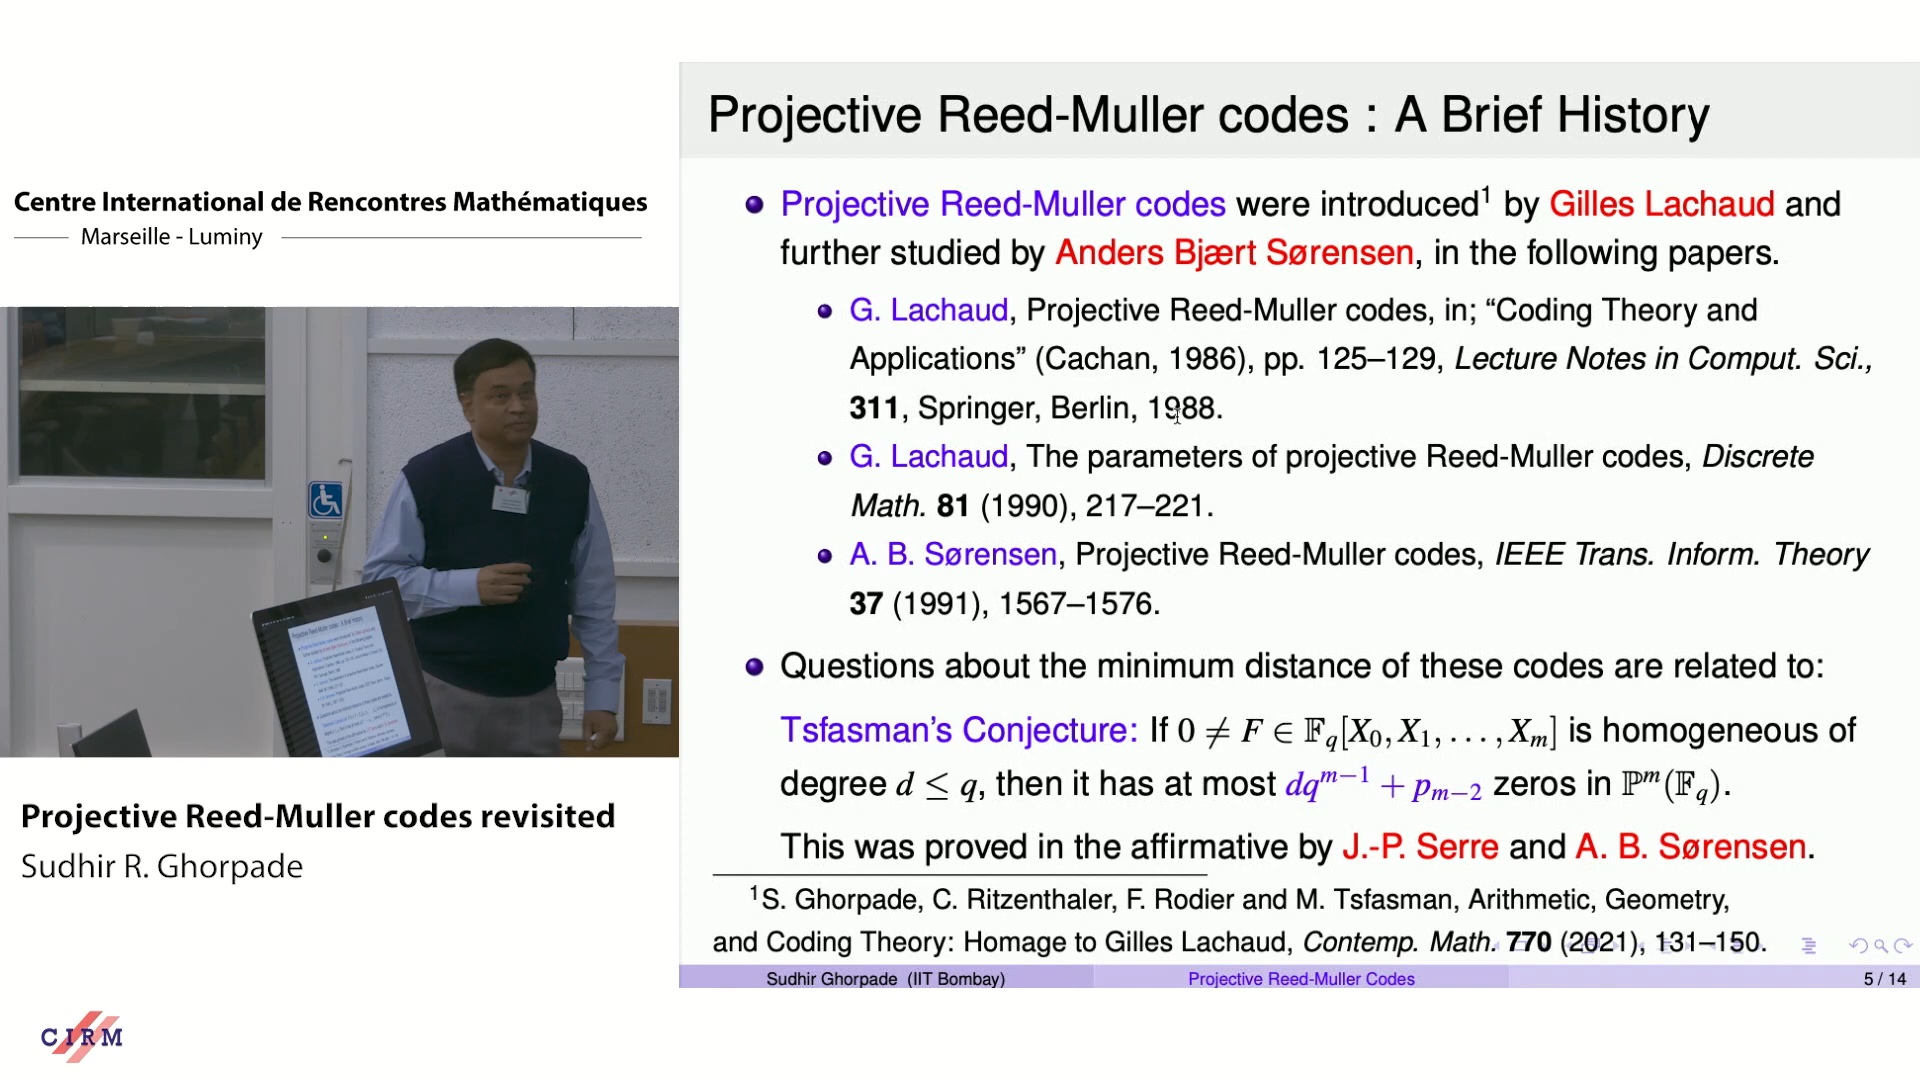 Centre International de Rencontres Mathématiques
Marseille - Luminy
Projective Reed-Muller codes revisited
Sudhir R. Ghorpade
CIRM
Projective Reed-Muller codes : A Brief History
Projective Reed-Muller codes were introduced¹ by Gilles Lachaud and
further studied by Anders Bjært Sørensen, in the following papers.
G. Lachaud, Projective Reed-Muller codes, in; “Coding Theory and
Applications” (Cachan, 1986), pp. 125–129, Lecture Notes in Comput. Sci.,
311, Springer, Berlin, 1988.
G. Lachaud, The parameters of projective Reed-Muller codes, Discrete
Math. 81 (1990), 217–221.
A. B. Sørensen, Projective Reed-Muller codes, IEEE Trans. Inform. Theory
37 (1991), 1567–1576.
Questions about the minimum distance of these codes are related to:
Tsfasman’s Conjecture: If 0 ≠ F ∈ 𝔽_q[X₀, X₁, . . . , X_m] is homogeneous of
degree d ≤ q, then it has at most dq^{m−1} + p_{m−2} zeros in ℙ^m(𝔽_q).
This was proved in the affirmative by J.-P. Serre and A. B. Sørensen.
¹S. Ghorpade, C. Ritzenthaler, F. Rodier and M. Tsfasman, Arithmetic, Geometry,
and Coding Theory: Homage to Gilles Lachaud, Contemp. Math. 770 (2021), 131–150.
Sudhir Ghorpade (IIT Bombay) Projective Reed-Muller Codes 5 / 14